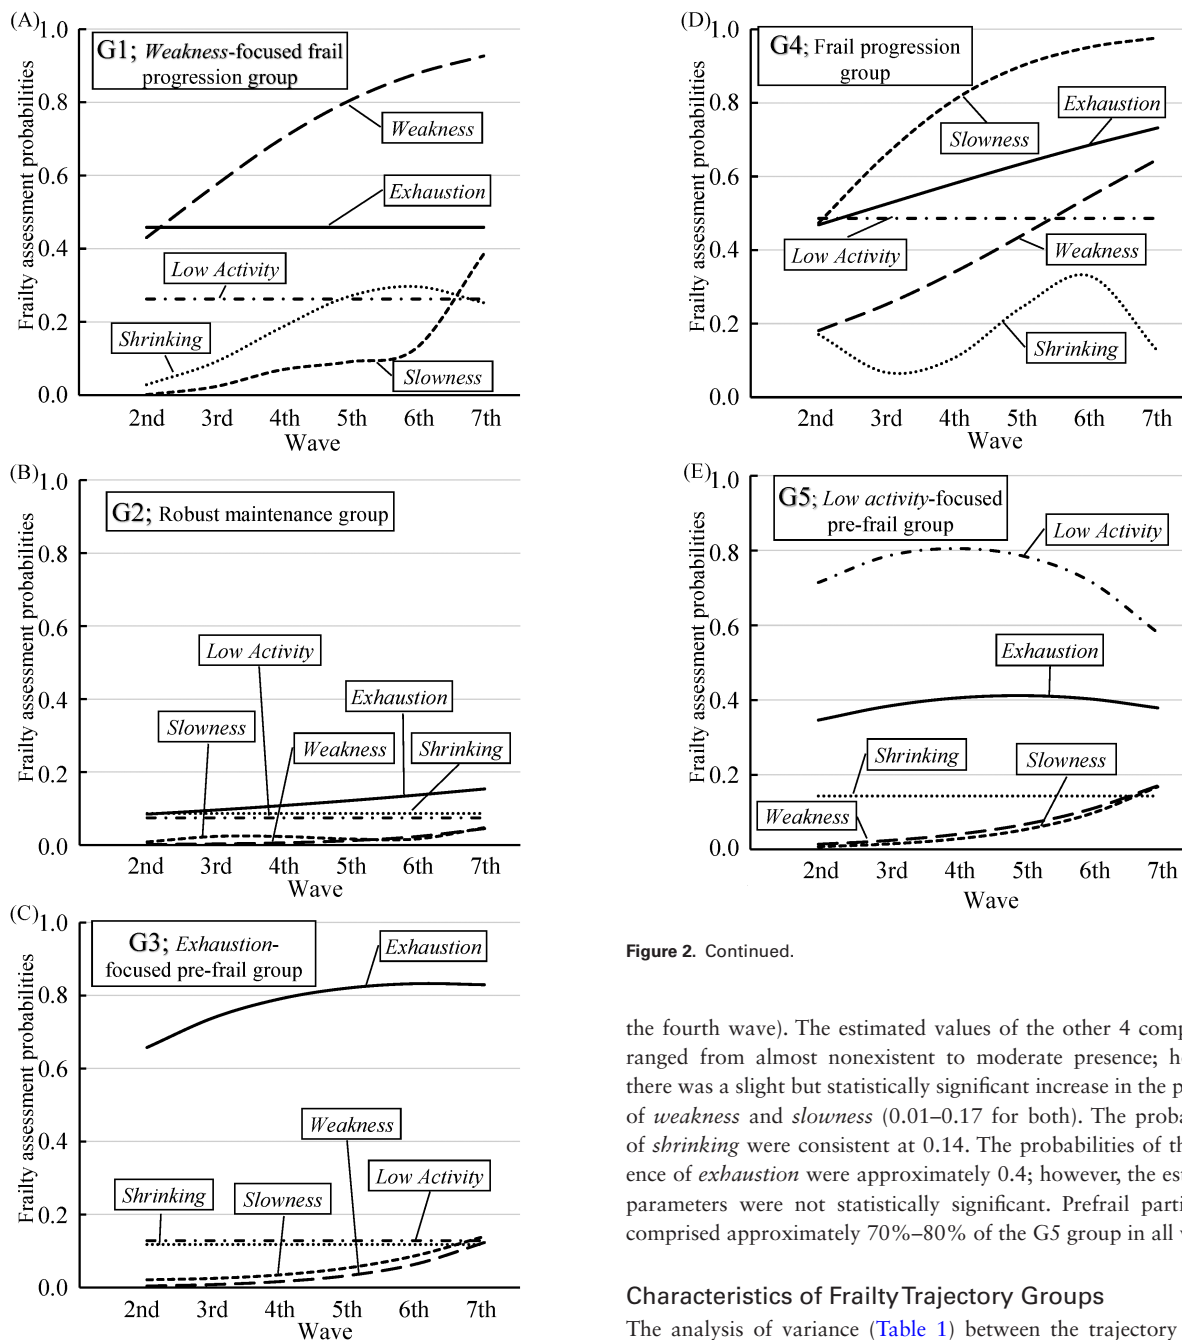 (A)
1.0
0.8
0.6
0.4
0.2
0.0
Frailty assessment probabilities
G1; Weakness-focused frail
progression group
Weakness
Exhaustion
Low Activity
Shrinking
Slowness
2nd 3rd 4th 5th 6th 7th
Wave
(B)
1.0
0.8
0.6
0.4
0.2
0.0
Frailty assessment probabilities
G2; Robust maintenance group
Low Activity
Exhaustion
Slowness
Weakness
Shrinking
2nd 3rd 4th 5th 6th 7th
Wave
(C)
1.0
0.8
0.6
0.4
0.2
0.0
Frailty assessment probabilities
G3; Exhaustion-
focused pre-frail group
Exhaustion
Weakness
Low Activity
Shrinking
Slowness
2nd 3rd 4th 5th 6th 7th
Wave
(D)
1.0
0.8
0.6
0.4
0.2
0.0
Frailty assessment probabilities
G4; Frail progression
group
Exhaustion
Slowness
Low Activity
Weakness
Shrinking
2nd 3rd 4th 5th 6th 7th
Wave
(E)
1.0
0.8
0.6
0.4
0.2
0.0
Frailty assessment probabilities
G5; Low activity-focused
pre-frail group
Low Activity
Exhaustion
Shrinking
Slowness
Weakness
2nd 3rd 4th 5th 6th 7th
Wave
Figure 2. Continued.
the fourth wave). The estimated values of the other 4 comp
ranged from almost nonexistent to moderate presence; h
there was a slight but statistically significant increase in the p
of weakness and slowness (0.01–0.17 for both). The proba
of shrinking were consistent at 0.14. The probabilities of th
ence of exhaustion were approximately 0.4; however, the est
parameters were not statistically significant. Prefrail parti
comprised approximately 70%–80% of the G5 group in all
Characteristics of Frailty Trajectory Groups
The analysis of variance (Table 1) between the trajectory